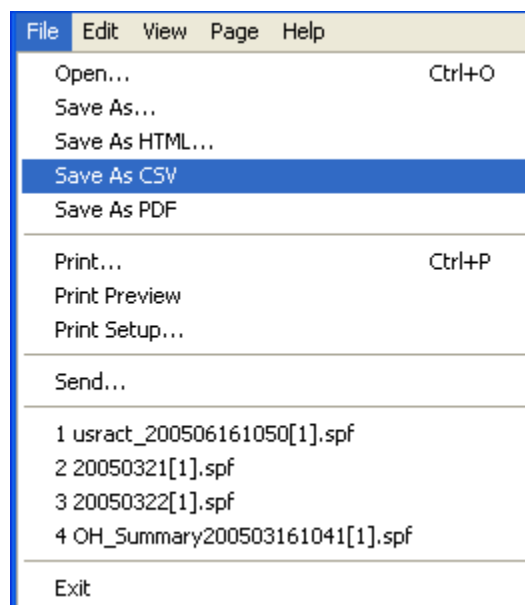 File Edit View Page Help
Open... Ctrl+O
Save As...
Save As HTML...
Save As CSV
Save As PDF
Print... Ctrl+P
Print Preview
Print Setup...
Send...
1 usract_200506161050[1].spf
2 20050321[1].spf
3 20050322[1].spf
4 OH_Summary200503161041[1].spf
Exit